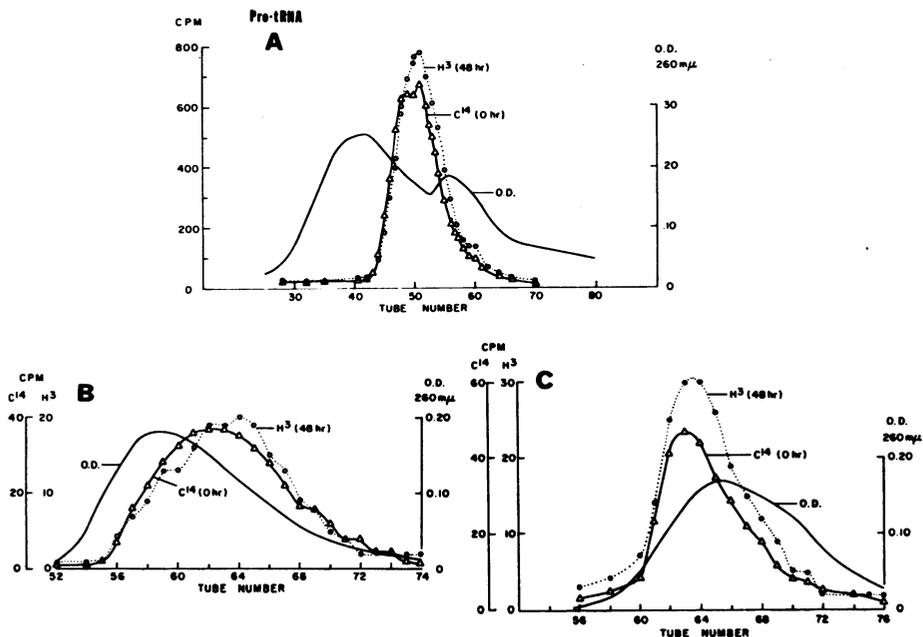 Pro-tRNA
A
CPM
O.D.
260 mμ
800
600
400
200
0
30
20
.10
0
H³ (48 hr)
C¹⁴ (0 hr)
O.D.
30 40 50 60 70 80
TUBE NUMBER
B
CPM
C¹⁴ H³
O.D.
260 mμ
40 20
20 10
0 0
0.20
0.10
0
O.D.
H³ (48 hr)
C¹⁴ (0 hr)
52 56 60 64 68 70 74
TUBE NUMBER
C
CPM
C¹⁴ H³
O.D.
260 mμ
60 30
40 20
20 10
0 0
0.20
0.10
0
H³ (48 hr)
C¹⁴ (0 hr)
O.D.
56 60 64 68 72 76
TUBE NUMBER